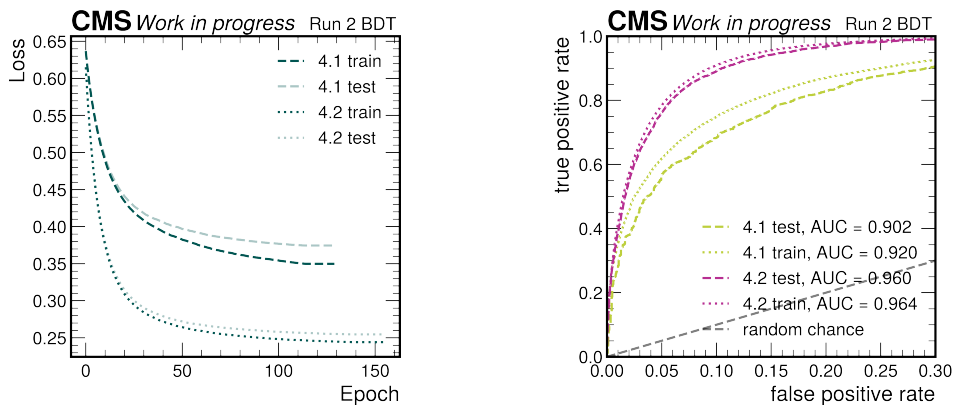 CMS Work in progress Run 2 BDT
Loss
0.65
0.60
0.55
0.50
0.45
0.40
0.35
0.30
0.25
4.1 train
4.1 test
4.2 train
4.2 test
0 50 100 150
Epoch
CMS Work in progress Run 2 BDT
true positive rate
1.0
0.8
0.6
0.4
0.2
0.0
4.1 test, AUC = 0.902
4.1 train, AUC = 0.920
4.2 test, AUC = 0.960
4.2 train, AUC = 0.964
random chance
0.00 0.05 0.10 0.15 0.20 0.25 0.30
false positive rate